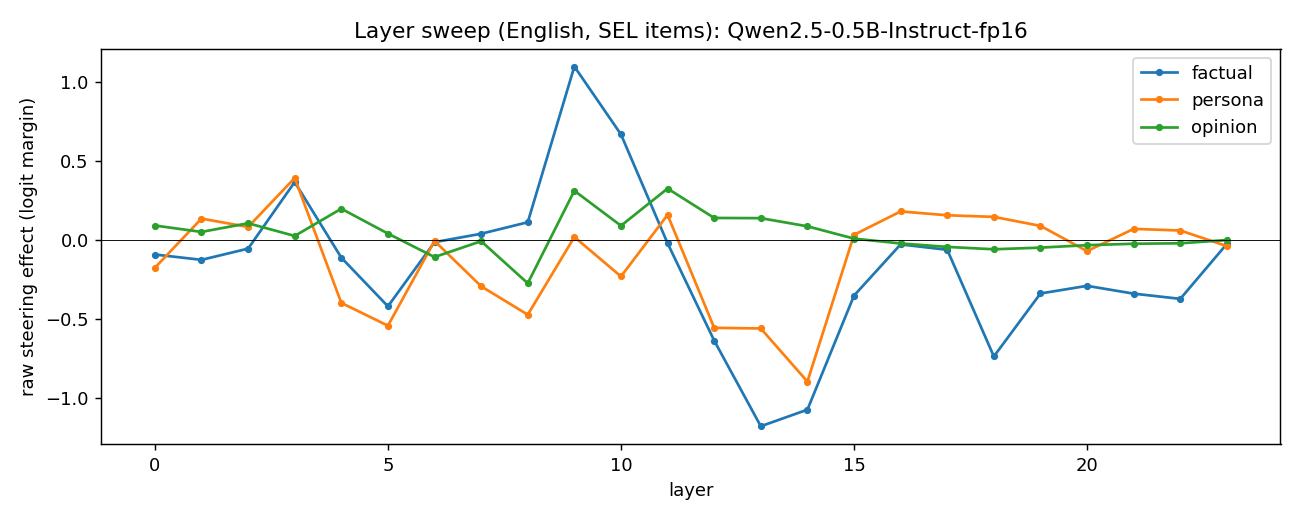 Layer sweep (English, SEL items): Qwen2.5-0.5B-Instruct-fp16
factual
persona
opinion
raw steering effect (logit margin)
1.0
0.5
0.0
−0.5
−1.0
0 5 10 15 20
layer